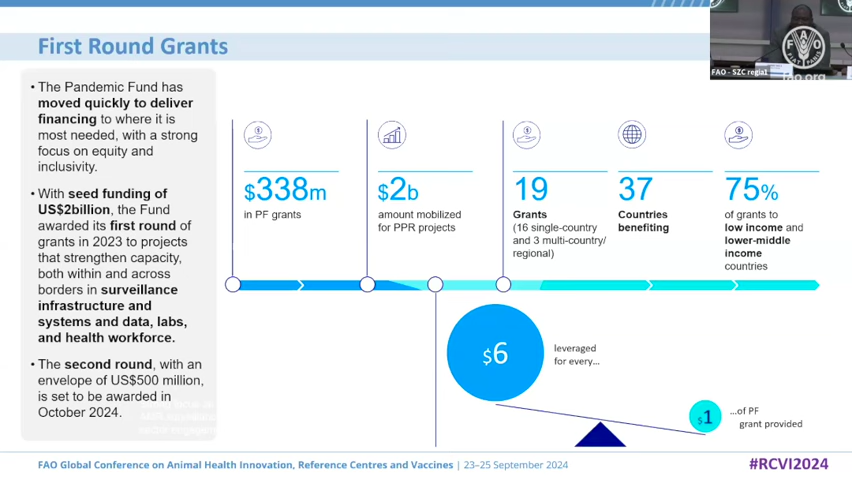 First Round Grants
FAO - SZC regia
FAO
FIAT PANIS
fao.org
• The Pandemic Fund has
moved quickly to deliver
financing to where it is
most needed, with a strong
focus on equity and
inclusivity.
• With seed funding of
US$2billion, the Fund
awarded its first round of
grants in 2023 to projects
that strengthen capacity,
both within and across
borders in surveillance
infrastructure and
systems and data, labs,
and health workforce.
• The second round, with an
envelope of US$500 million,
is set to be awarded in
October 2024.
$338m
in PF grants
$2b
amount mobilized
for PPR projects
19
Grants
(16 single-country
and 3 multi-country/
regional)
37
Countries
benefiting
75%
of grants to
low income and
lower-middle
income
countries
$6
leveraged
for every...
$1
...of PF
grant provided
FAO Global Conference on Animal Health Innovation, Reference Centres and Vaccines | 23–25 September 2024
#RCVI2024